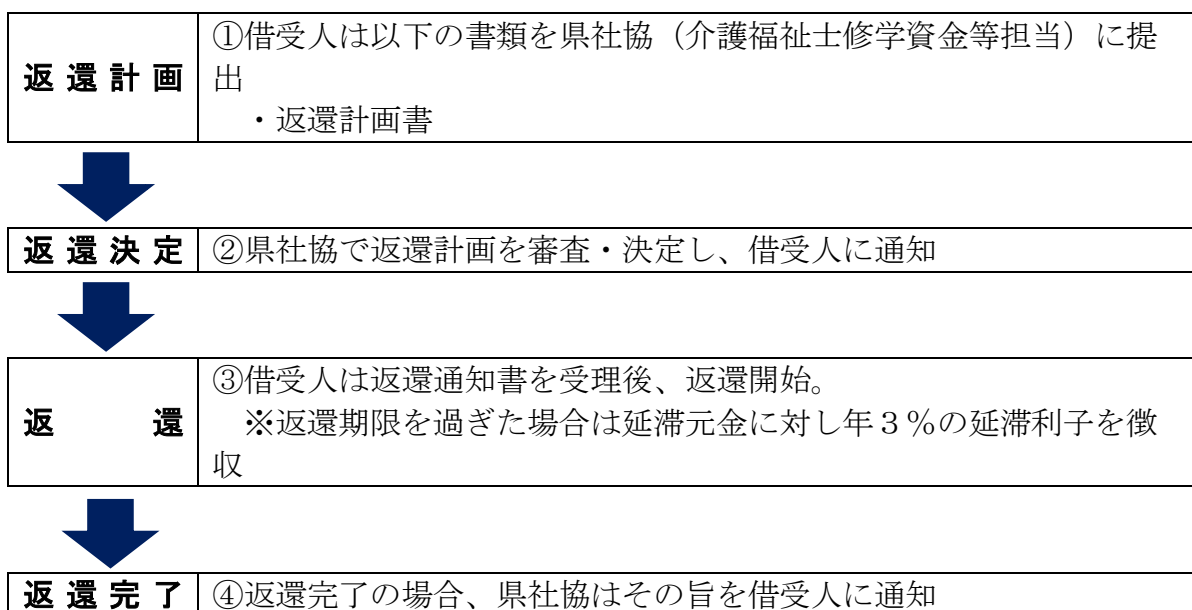 返還計画
①借受人は以下の書類を県社協（介護福祉士修学資金等担当）に提
出
・返還計画書
返還決定
②県社協で返還計画を審査・決定し、借受人に通知
返還
③借受人は返還通知書を受理後、返還開始。
※返還期限を過ぎた場合は延滞元金に対し年３％の延滞利子を徴
収
返還完了
④返還完了の場合、県社協はその旨を借受人に通知